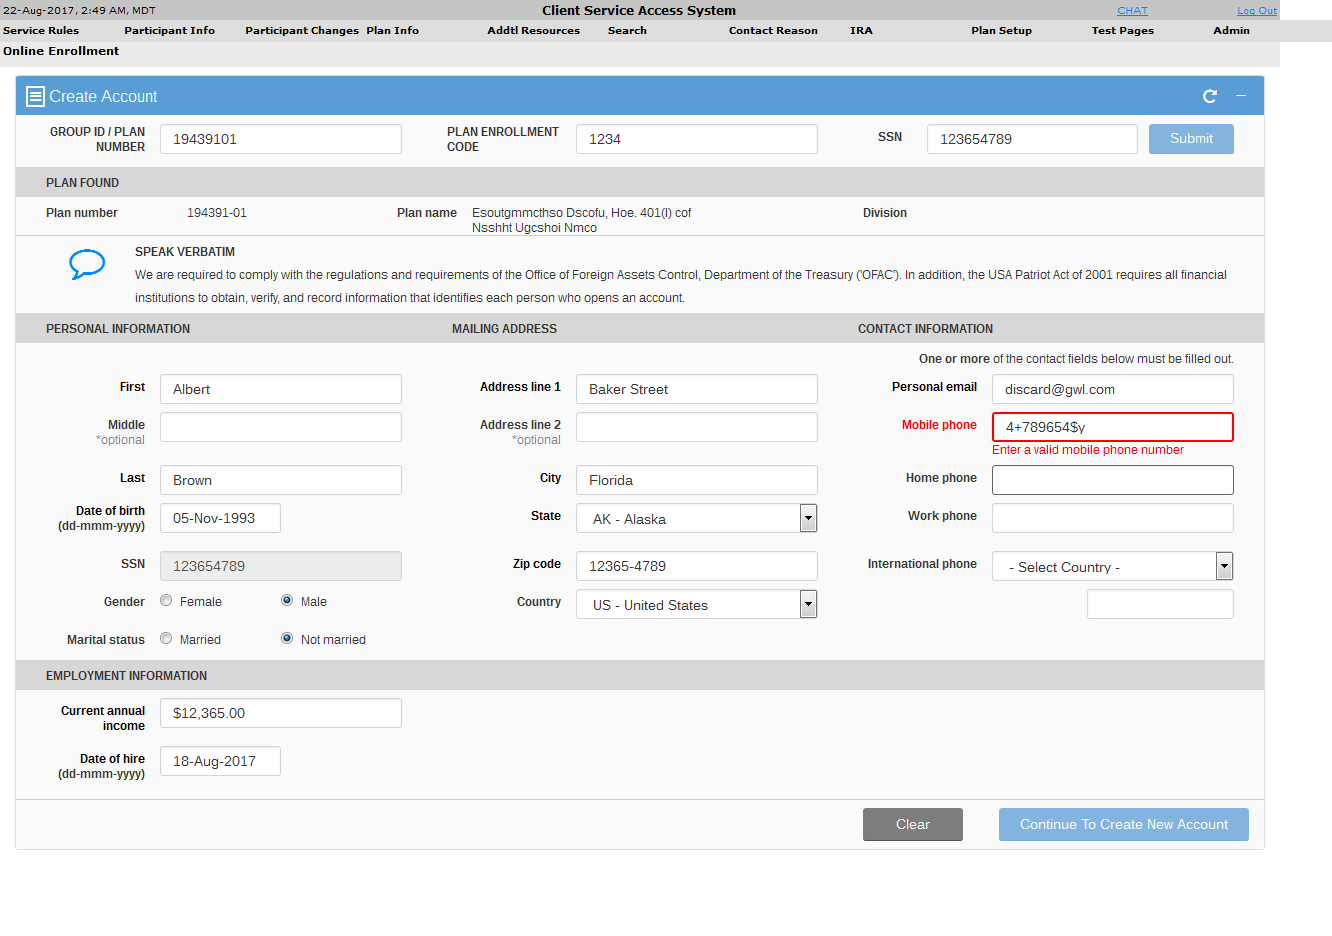 22-Aug-2017, 2:49 AM, MDT Client Service Access System CHAT Log Out
Service Rules Participant Info Participant Changes Plan Info Addtl Resources Search Contact Reason IRA Plan Setup Test Pages Admin
Online Enrollment
Create Account
GROUP ID / PLAN NUMBER 19439101 PLAN ENROLLMENT CODE 1234 SSN 123654789 Submit
PLAN FOUND
Plan number 194391-01 Plan name Esoutgmmcthso Dscofu, Hoe. 401(l) cof Division
Nsshht Ugcshoi Nmco
SPEAK VERBATIM
We are required to comply with the regulations and requirements of the Office of Foreign Assets Control, Department of the Treasury ('OFAC'). In addition, the USA Patriot Act of 2001 requires all financial
institutions to obtain, verify, and record information that identifies each person who opens an account.
PERSONAL INFORMATION MAILING ADDRESS CONTACT INFORMATION
One or more of the contact fields below must be filled out.
First Albert Address line 1 Baker Street Personal email discard@gwl.com
Middle Address line 2 Mobile phone 4+789654$y
*optional *optional Enter a valid mobile phone number
Last Brown City Florida Home phone
Date of birth 05-Nov-1993 State AK - Alaska Work phone
(dd-mmm-yyyy)
SSN 123654789 Zip code 12365-4789 International phone - Select Country -
Gender Female Male Country US - United States
Marital status Married Not married
EMPLOYMENT INFORMATION
Current annual income $12,365.00
Date of hire 18-Aug-2017
(dd-mmm-yyyy)
Clear Continue To Create New Account